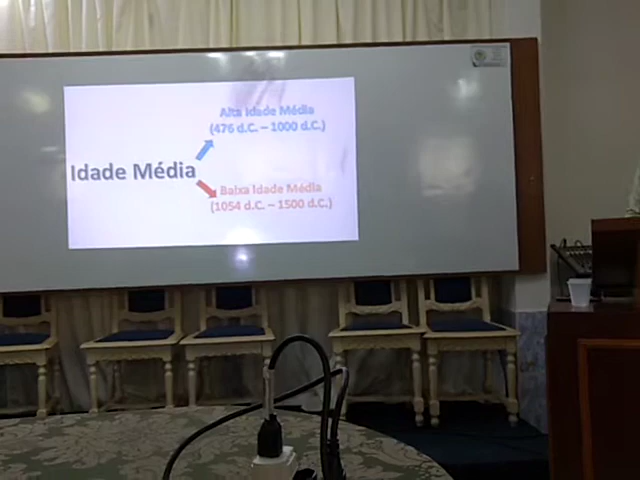 Alta Idade Média
(476 d.C. – 1000 d.C.)
Idade Média
Baixa Idade Média
(1054 d.C. – 1500 d.C.)